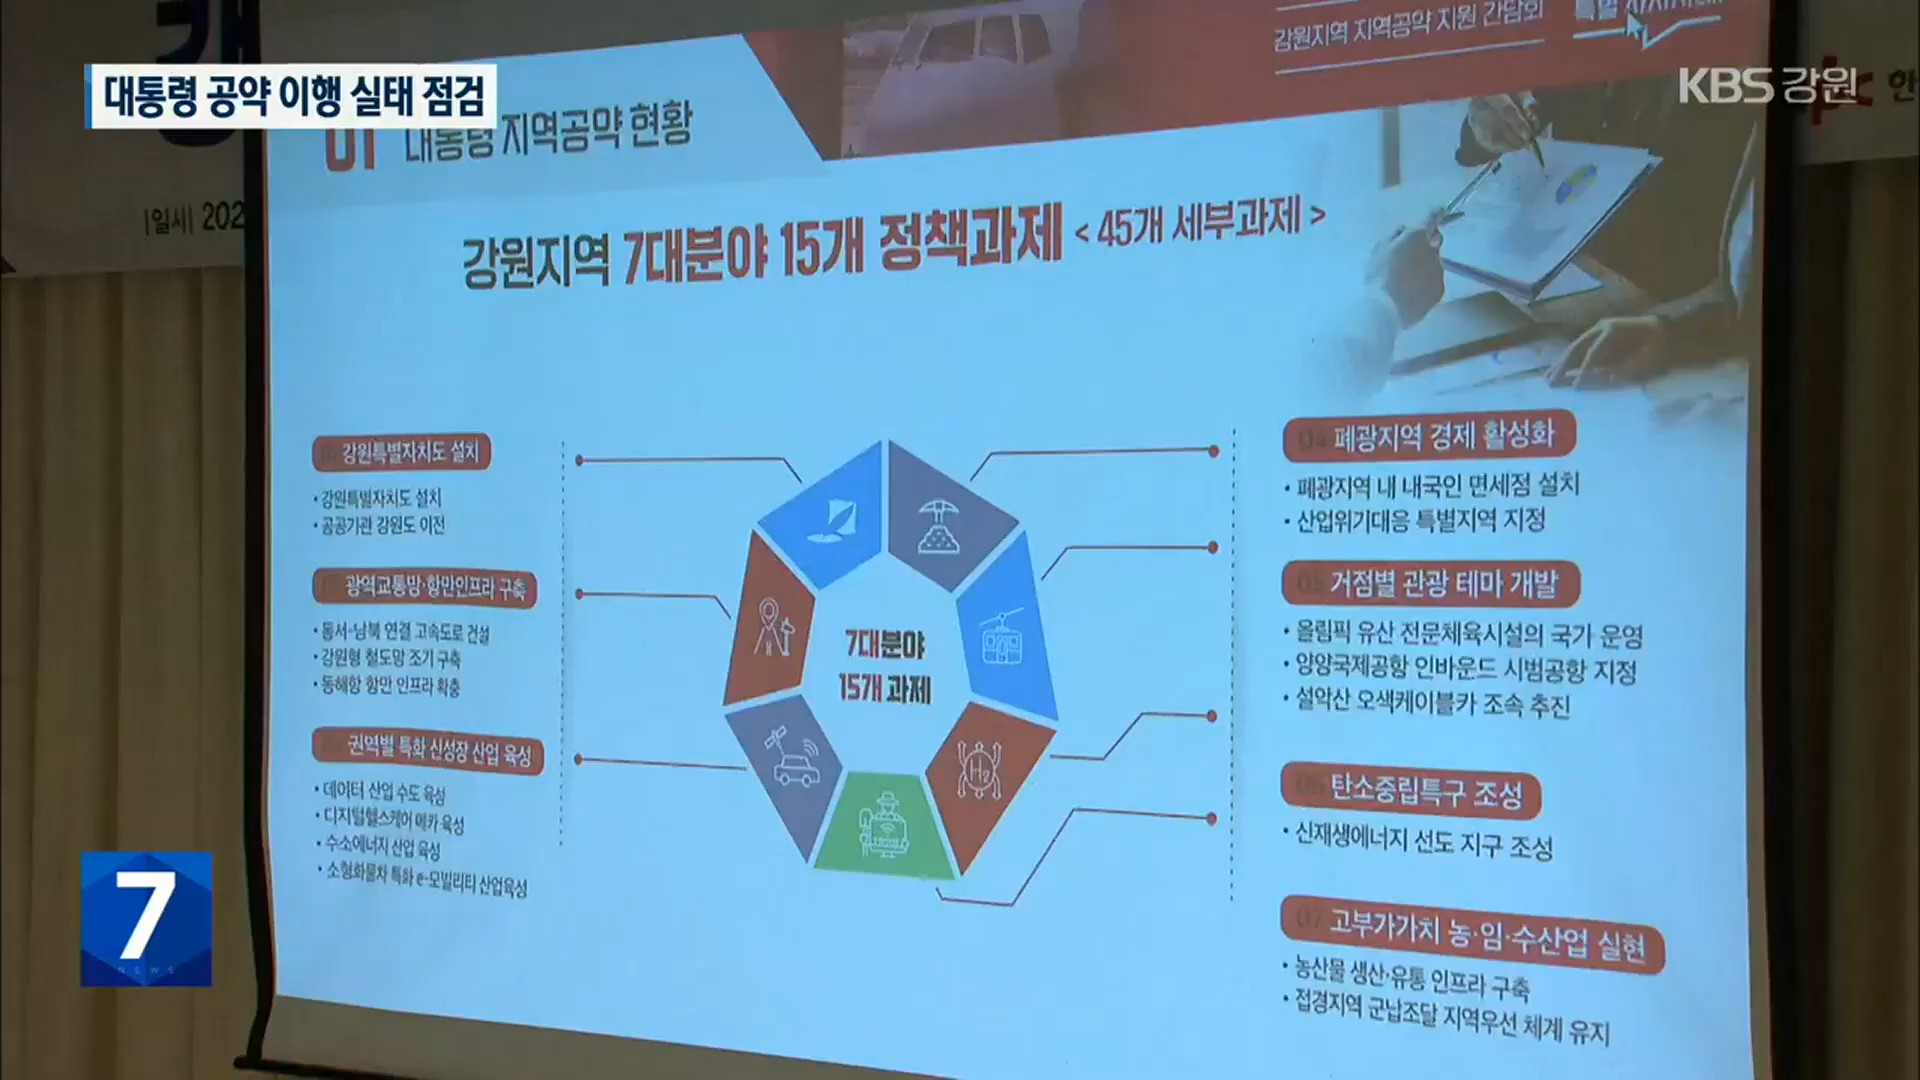 대통령 공약 이행 실태 점검
KBS 강원
강원지역 지역공약 지원 간담회
|일시| 202
01 대통령 지역공약 현황
강원지역 7대분야 15개 정책과제 < 45개 세부과제 >
강원특별자치도 설치
• 강원특별자치도 설치
• 공공기관 강원도 이전
광역교통망·항만인프라 구축
• 동서-남북 연결 고속도로 건설
• 강원형 철도망 조기 구축
• 동해항 항만 인프라 확충
권역별 특화 신성장 산업 육성
• 데이터 산업 수도 육성
• 디지털헬스케어 메카 육성
• 수소에너지 산업 육성
• 소형화물차 특화 e-모빌리티 산업육성
7대분야
15개 과제
H2
04 폐광지역 경제 활성화
• 폐광지역 내 내국인 면세점 설치
• 산업위기대응 특별지역 지정
05 거점별 관광 테마 개발
• 올림픽 유산 전문체육시설의 국가 운영
• 양양국제공항 인바운드 시범공항 지정
• 설악산 오색케이블카 조속 추진
06 탄소중립특구 조성
• 신재생에너지 선도 지구 조성
07 고부가가치 농·임·수산업 실현
• 농산물 생산·유통 인프라 구축
• 접경지역 군납조달 지역우선 체계 유지
7
NEWS